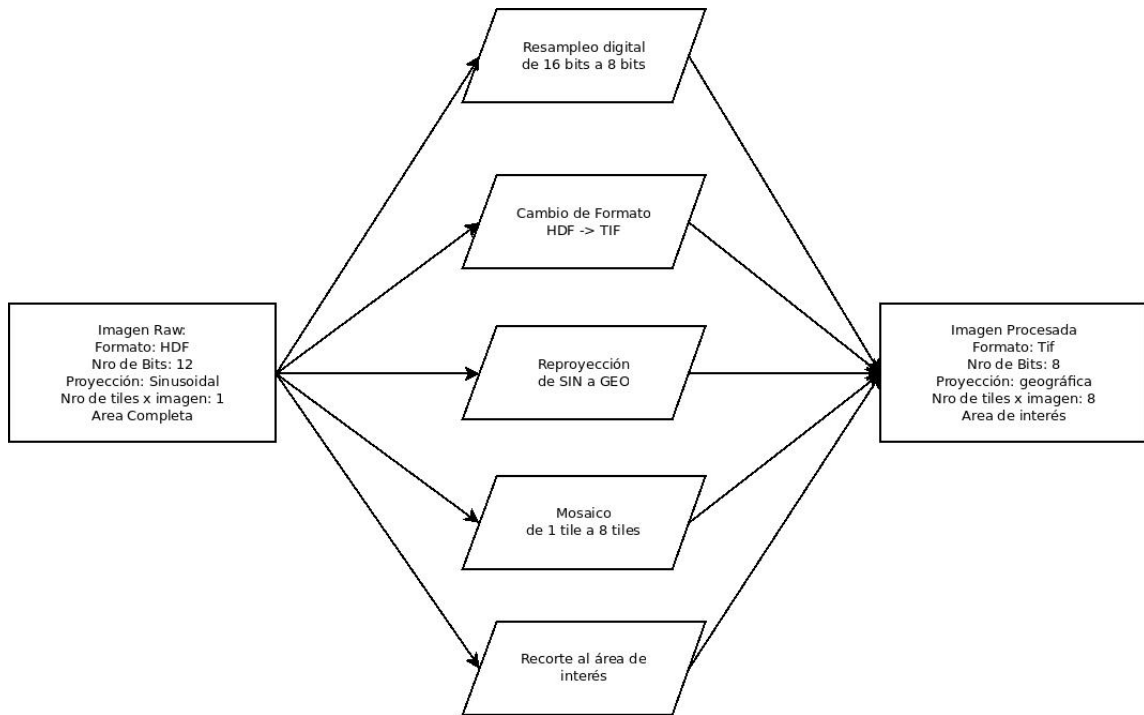 Resampleo digital
de 16 bits a 8 bits
Cambio de Formato
HDF -> TIF
Imagen Raw:
Formato: HDF
Nro de Bits: 12
Proyección: Sinusoidal
Nro de tiles x imagen: 1
Area Completa
Reproyección
de SIN a GEO
Imagen Procesada
Formato: Tif
Nro de Bits: 8
Proyección: geográfica
Nro de tiles x imagen: 8
Area de interés
Mosaico
de 1 tile a 8 tiles
Recorte al área de
interés